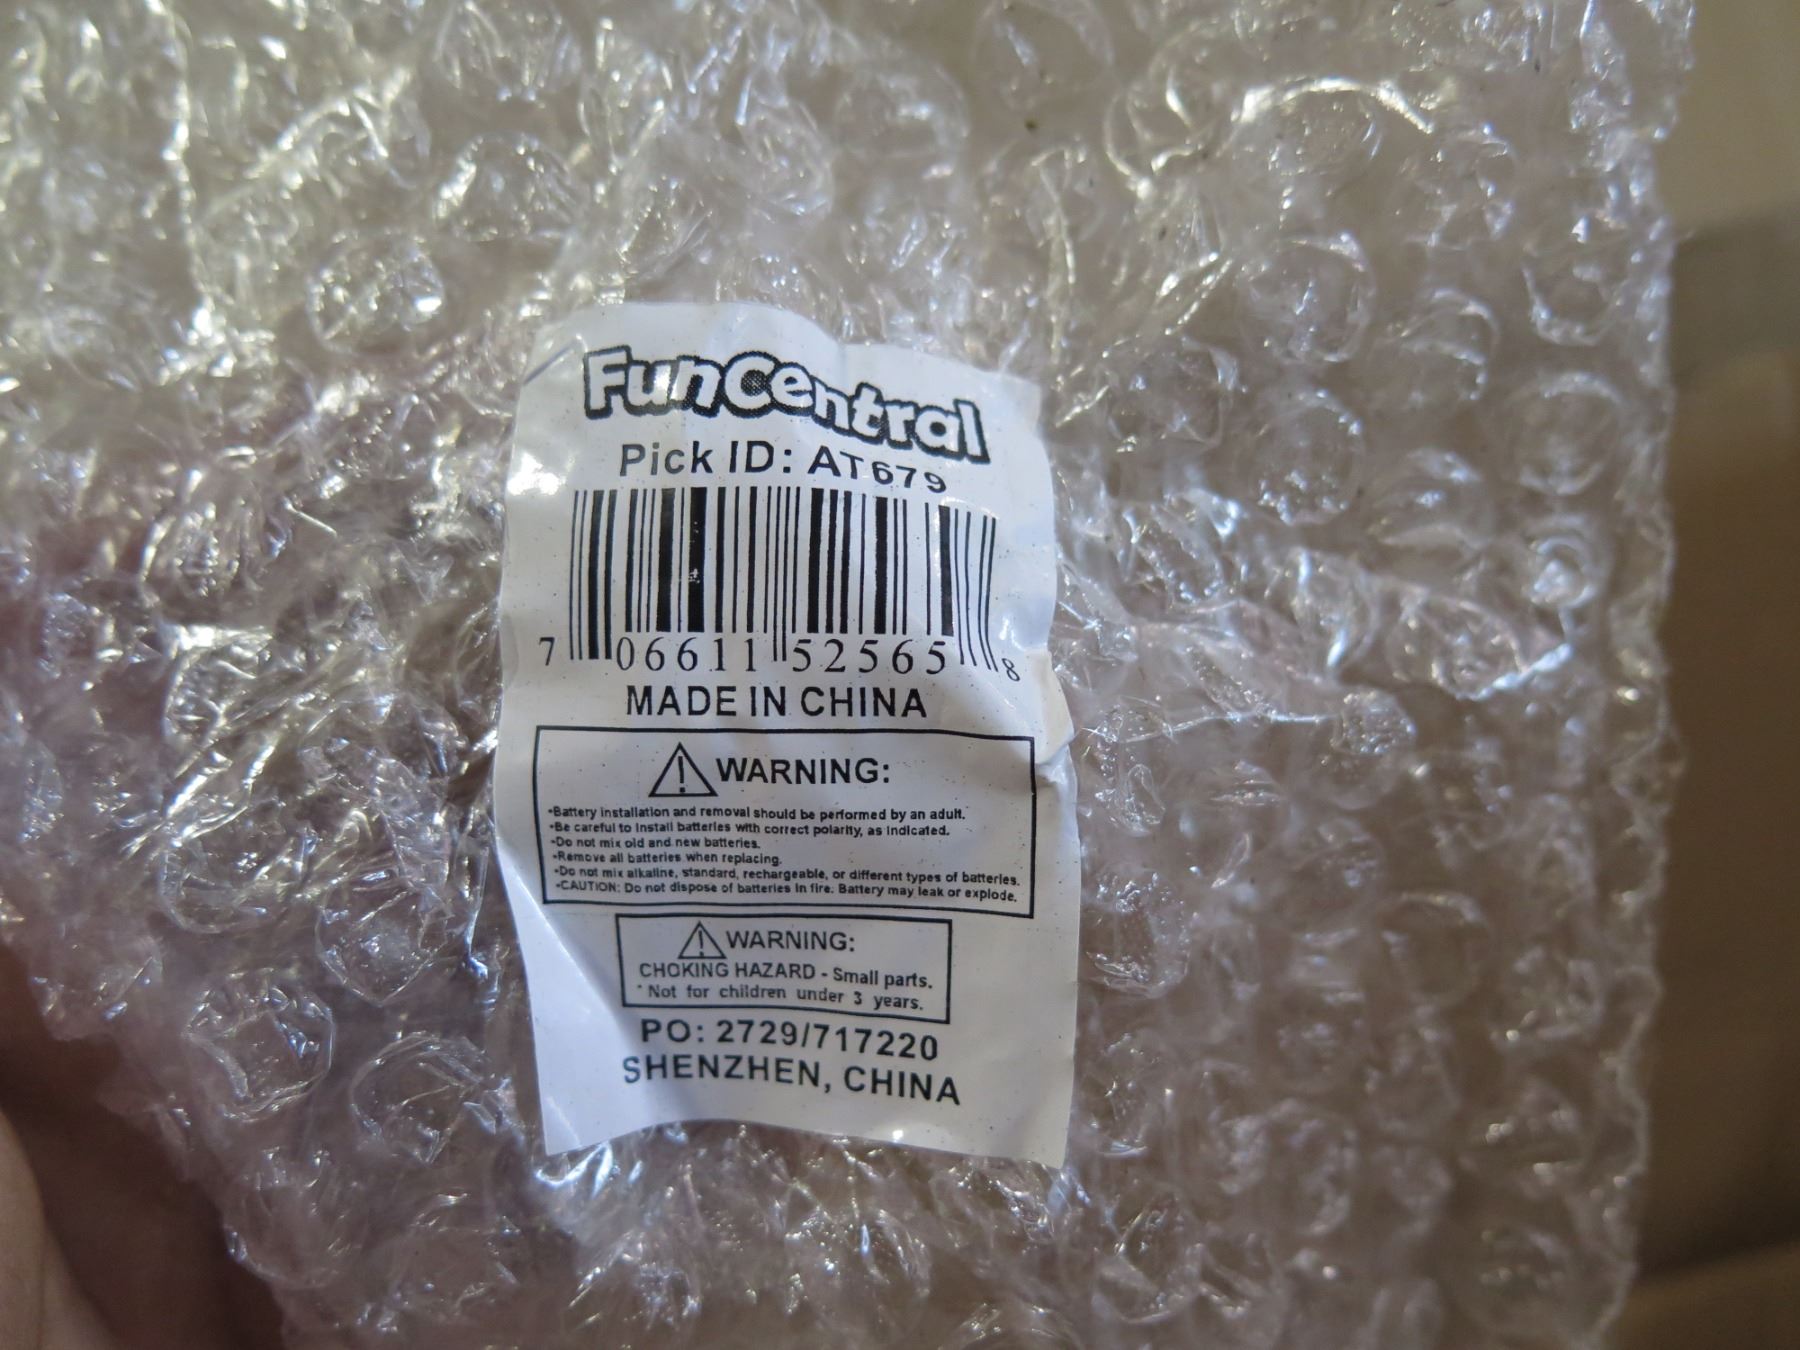 FunCentral
Pick ID: AT679
7 06611 52565 8
MADE IN CHINA
WARNING:
•Battery installation and removal should be performed by an adult.
•Be careful to install batteries with correct polarity, as indicated.
•Do not mix old and new batteries.
•Remove all batteries when replacing.
•Do not mix alkaline, standard, rechargeable, or different types of batteries.
•CAUTION: Do not dispose of batteries in fire. Battery may leak or explode.
WARNING:
CHOKING HAZARD - Small parts.
* Not for children under 3 years.
PO: 2729/717220
SHENZHEN, CHINA